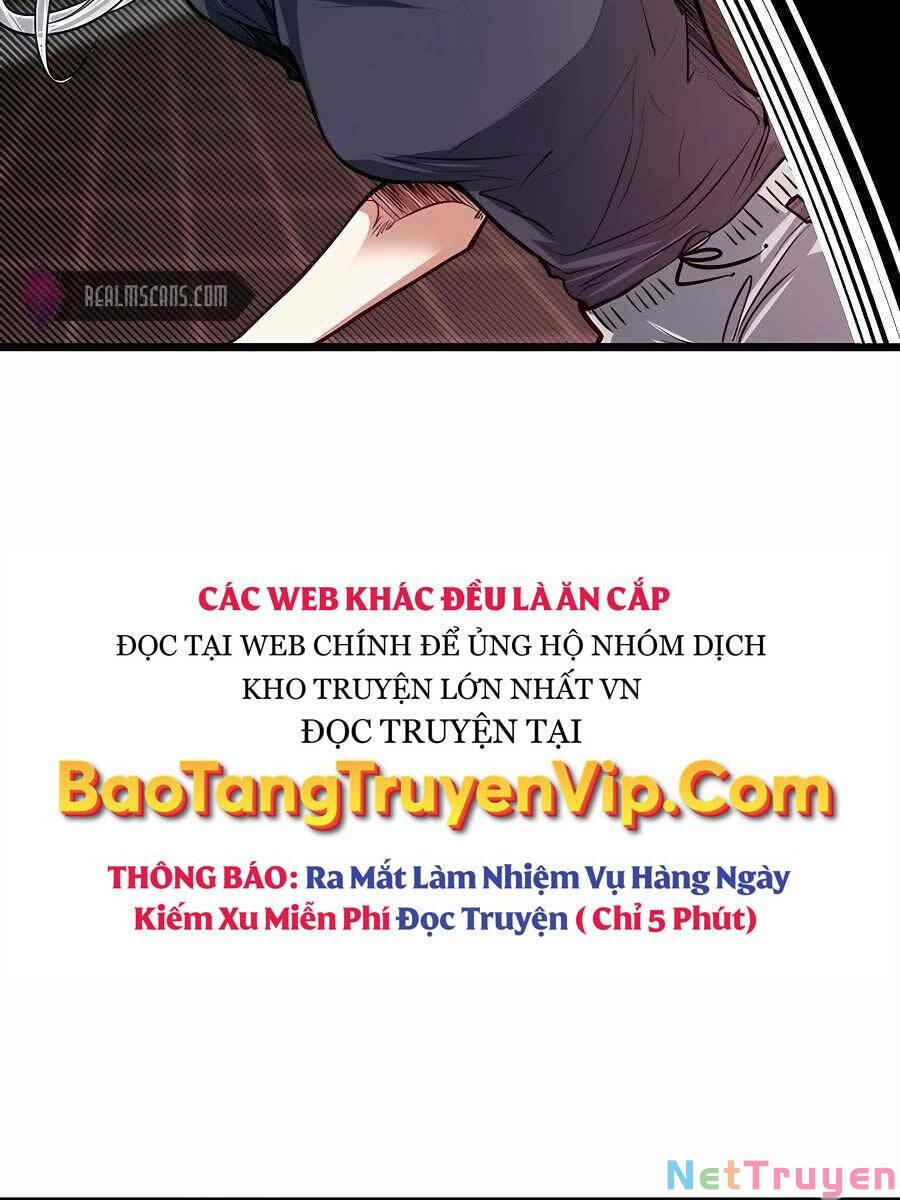 REALMSCANS.COM
CÁC WEB KHÁC ĐỀU LÀ ĂN CẮP
ĐỌC TẠI WEB CHÍNH ĐỂ ỦNG HỘ NHÓM DỊCH
KHO TRUYỆN LỚN NHẤT VN
ĐỌC TRUYỆN TẠI
BaoTangTruyenVip.Com
THÔNG BÁO: Ra Mắt Làm Nhiệm Vụ Hàng Ngày
Kiếm Xu Miễn Phí Đọc Truyện ( Chỉ 5 Phút)
NetTruyen